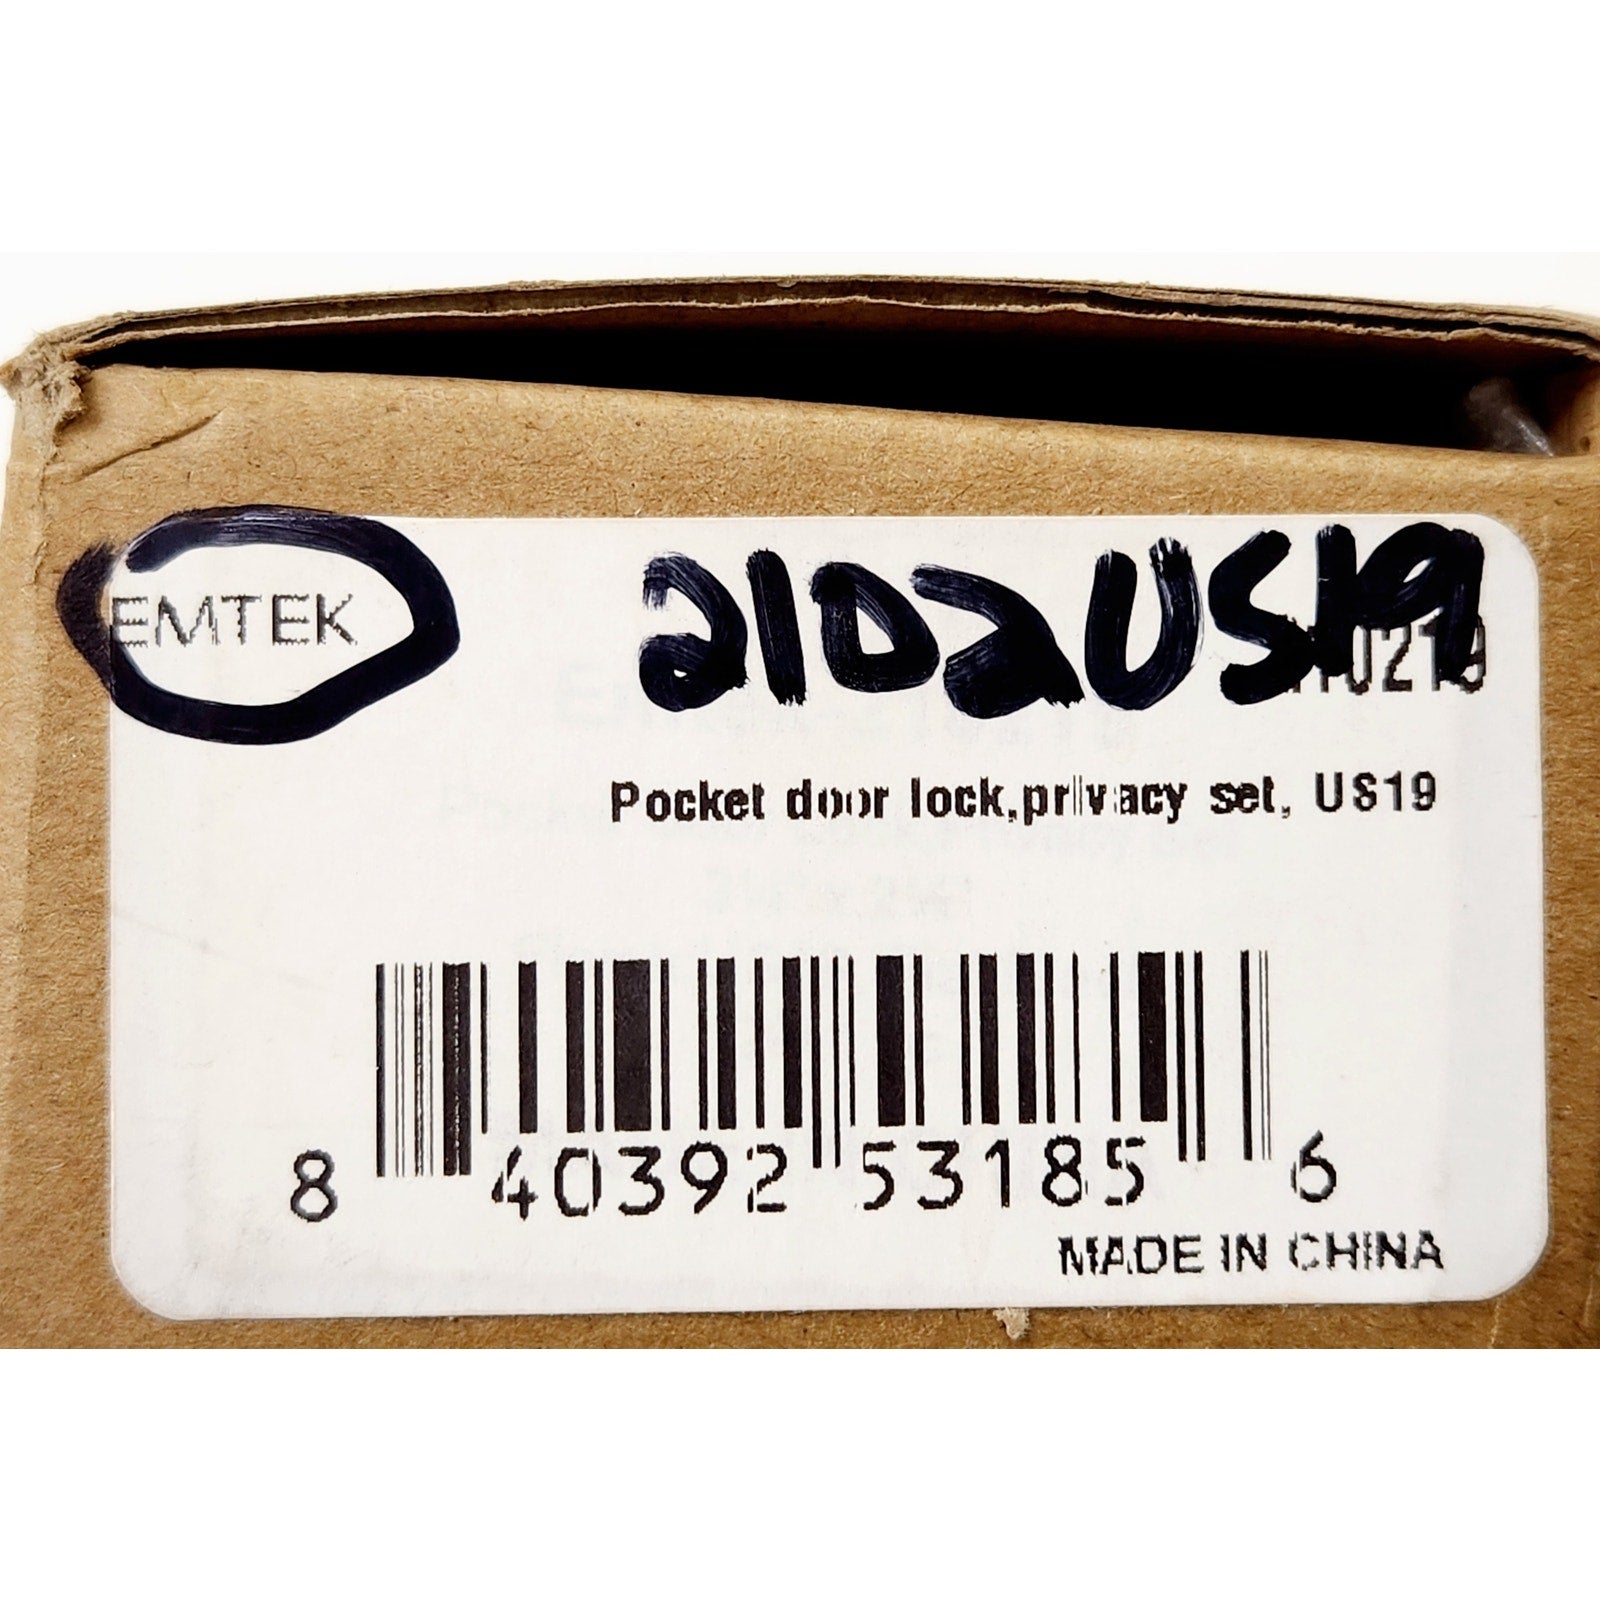 EMTEK
2102US19
Pocket door lock,privacy set, US19
8 40392 53185 6
MADE IN CHINA